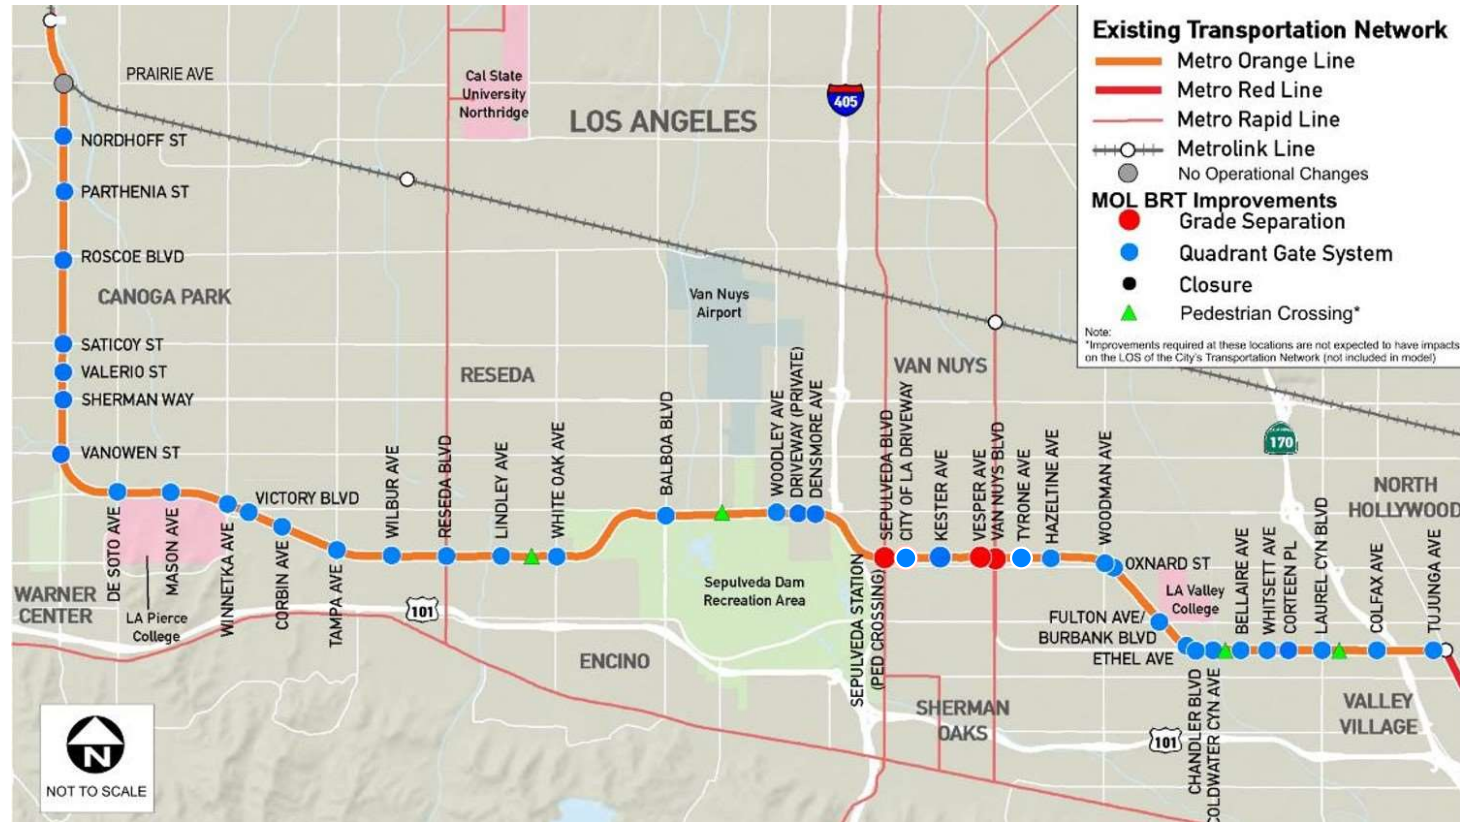 PRAIRIE AVE
Cal State
University
Northridge
LOS ANGELES
405
Existing Transportation Network
Metro Orange Line
Metro Red Line
Metro Rapid Line
Metrolink Line
No Operational Changes
MOL BRT Improvements
Grade Separation
Quadrant Gate System
Closure
Pedestrian Crossing*
Note:
*Improvements required at these locations are not expected to have impacts
on the LOS of the City's Transportation Network (not included in model)
NORDHOFF ST
PARTHENIA ST
ROSCOE BLVD
CANOGA PARK
Van Nuys
Airport
SATICOY ST
VALERIO ST
SHERMAN WAY
VANOWEN ST
RESEDA
VAN NUYS
170
NORTH
HOLLYWOOD
DE SOTO AVE
MASON AVE
WINNETKA AVE
VICTORY BLVD
CORBIN AVE
TAMPA AVE
WILBUR AVE
RESEDA BLVD
LINDLEY AVE
WHITE OAK AVE
BALBOA BLVD
WOODLEY AVE
DRIVEWAY (PRIVATE)
DENSMORE AVE
SEPULVEDA BLVD
CITY OF LA DRIVEWAY
KESTER AVE
VESPER AVE
VAN NUYS BLVD
TYRONE AVE
HAZELTINE AVE
WOODMAN AVE
OXNARD ST
WARNER
CENTER
LA Pierce
College
101
Sepulveda Dam
Recreation Area
SEPULVEDA STATION
(PED CROSSING)
LA Valley
College
FULTON AVE/
BURBANK BLVD
ETHEL AVE
CHANDLER BLVD
COLDWATER CYN AVE
BELLAIRE AVE
WHITSETT AVE
CORTEEN PL
LAUREL CYN BLVD
COLFAX AVE
TUJUNGA AVE
ENCINO
SHERMAN
OAKS
VALLEY
VILLAGE
101
N
NOT TO SCALE